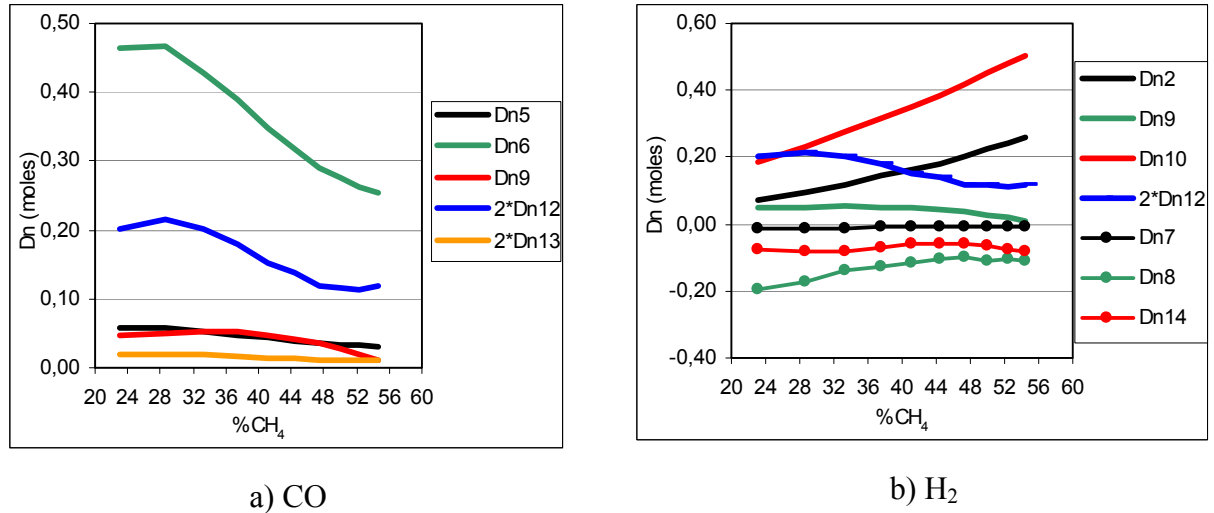 0,50
0,40
0,30
0,20
0,10
0,00
Dn (moles)
20 24 28 32 36 40 44 48 52 56 60
%CH4
Dn5
Dn6
Dn9
2*Dn12
2*Dn13
a) CO
0,60
0,40
0,20
0,00
-0,20
-0,40
Dn (moles)
20 24 28 32 36 40 44 48 52 56 60
%CH4
Dn2
Dn9
Dn10
2*Dn12
Dn7
Dn8
Dn14
b) H2